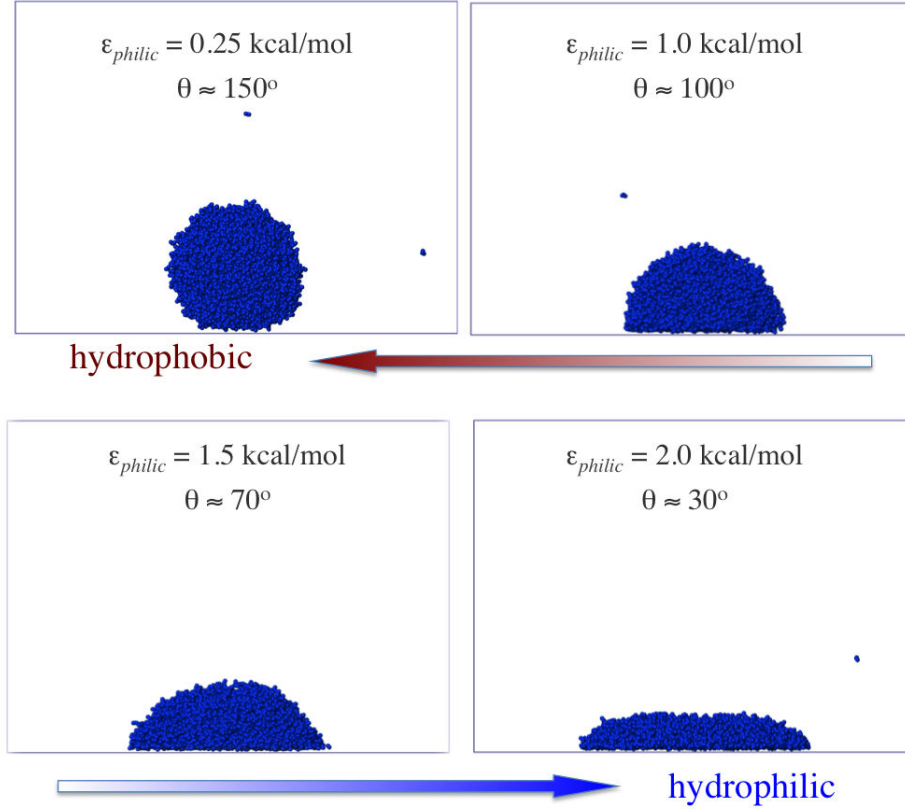 ε_philic = 0.25 kcal/mol
θ ≈ 150°
ε_philic = 1.0 kcal/mol
θ ≈ 100°
hydrophobic
ε_philic = 1.5 kcal/mol
θ ≈ 70°
ε_philic = 2.0 kcal/mol
θ ≈ 30°
hydrophilic